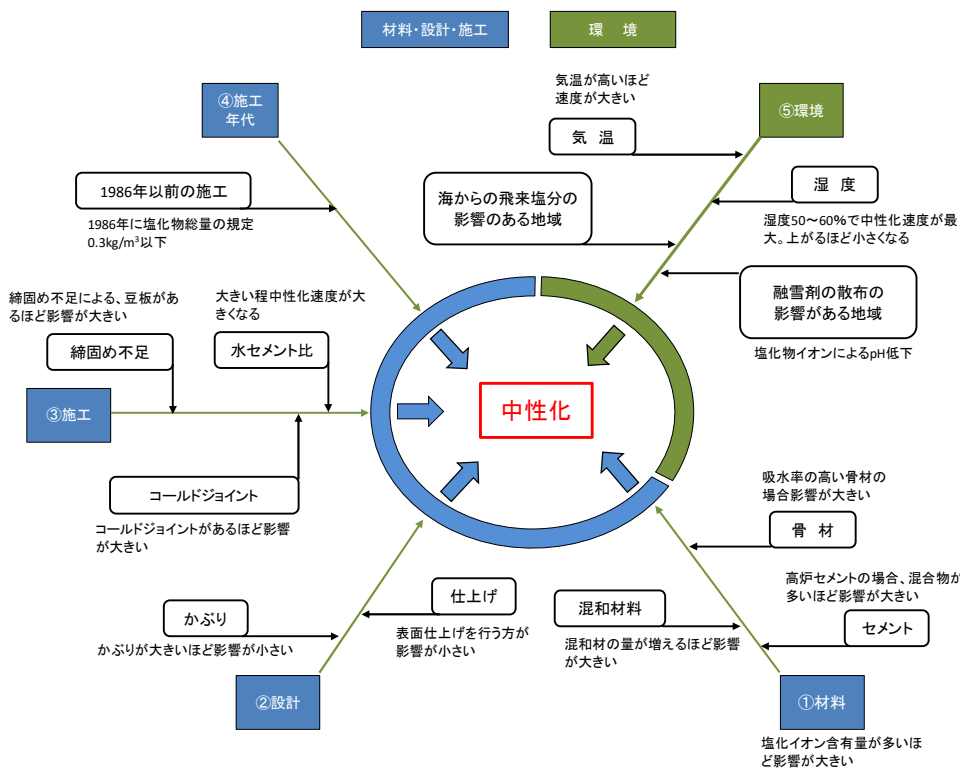 材料・設計・施工
環 境
④施工
年代
気温が高いほど
速度が大きい
⑤環境
気 温
1986年以前の施工
1986年に塩化物総量の規定
0.3kg/m³以下
海からの飛来塩分の
影響のある地域
湿 度
湿度50～60%で中性化速度が最
大。上がるほど小さくなる
融雪剤の散布の
影響がある地域
塩化物イオンによるpH低下
締固め不足による、豆板があ
るほど影響が大きい
締固め不足
大きい程中性化速度が大
きくなる
水セメント比
③施工
中性化
コールドジョイント
コールドジョイントがあるほど影響
が大きい
吸水率の高い骨材の
場合影響が大きい
骨 材
かぶり
かぶりが大きいほど影響が小さい
仕上げ
表面仕上げを行う方が
影響が小さい
混和材料
混和材の量が増えるほど影響
が大きい
高炉セメントの場合、混合物が
多いほど影響が大きい
セメント
②設計
①材料
塩化イオン含有量が多いほ
ど影響が大きい